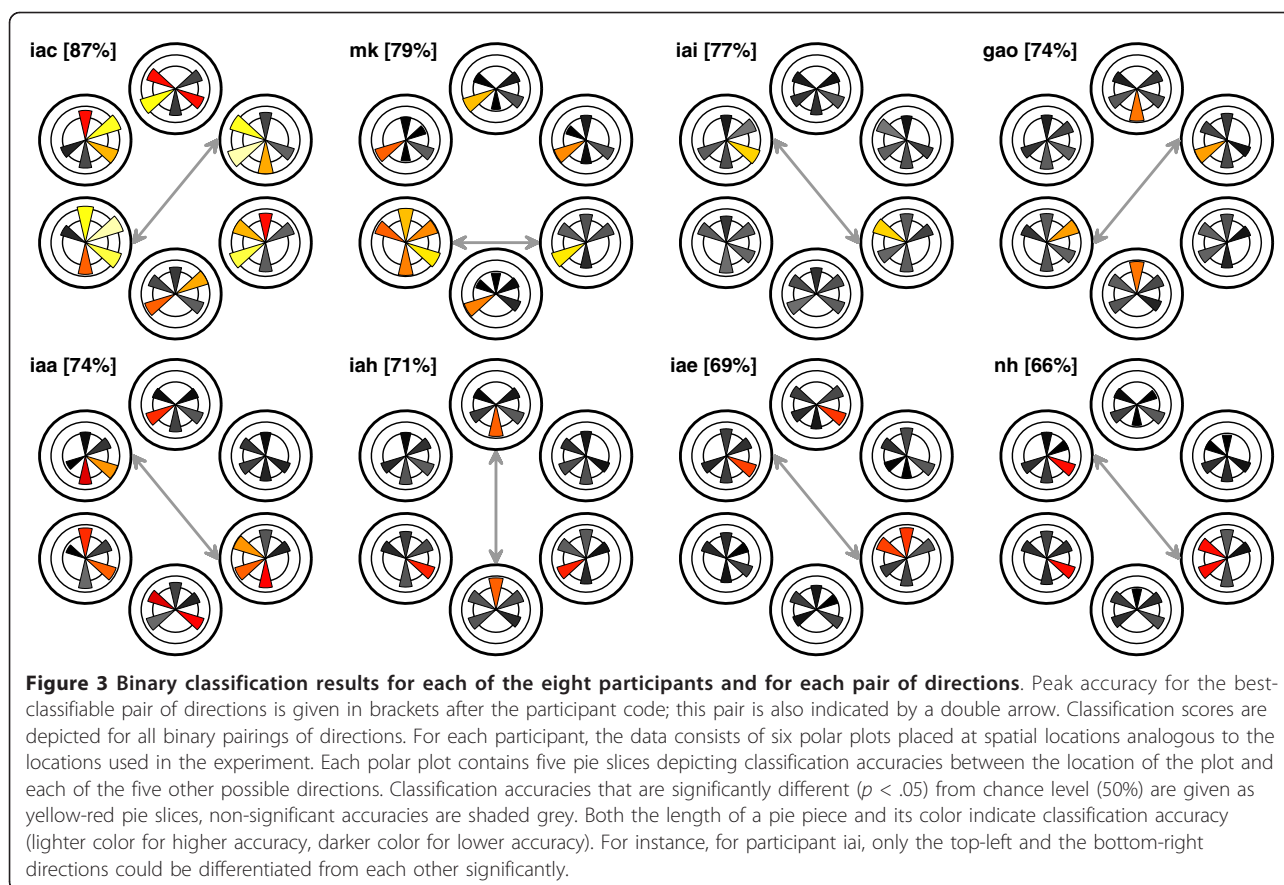 iac [87%] mk [79%] iai [77%] gao [74%]
iaa [74%] iah [71%] iae [69%] nh [66%]
Figure 3 Binary classification results for each of the eight participants and for each pair of directions. Peak accuracy for the best-
classifiable pair of directions is given in brackets after the participant code; this pair is also indicated by a double arrow. Classification scores are
depicted for all binary pairings of directions. For each participant, the data consists of six polar plots placed at spatial locations analogous to the
locations used in the experiment. Each polar plot contains five pie slices depicting classification accuracies between the location of the plot and
each of the five other possible directions. Classification accuracies that are significantly different (p < .05) from chance level (50%) are given as
yellow-red pie slices, non-significant accuracies are shaded grey. Both the length of a pie piece and its color indicate classification accuracy
(lighter color for higher accuracy, darker color for lower accuracy). For instance, for participant iai, only the top-left and the bottom-right
directions could be differentiated from each other significantly.